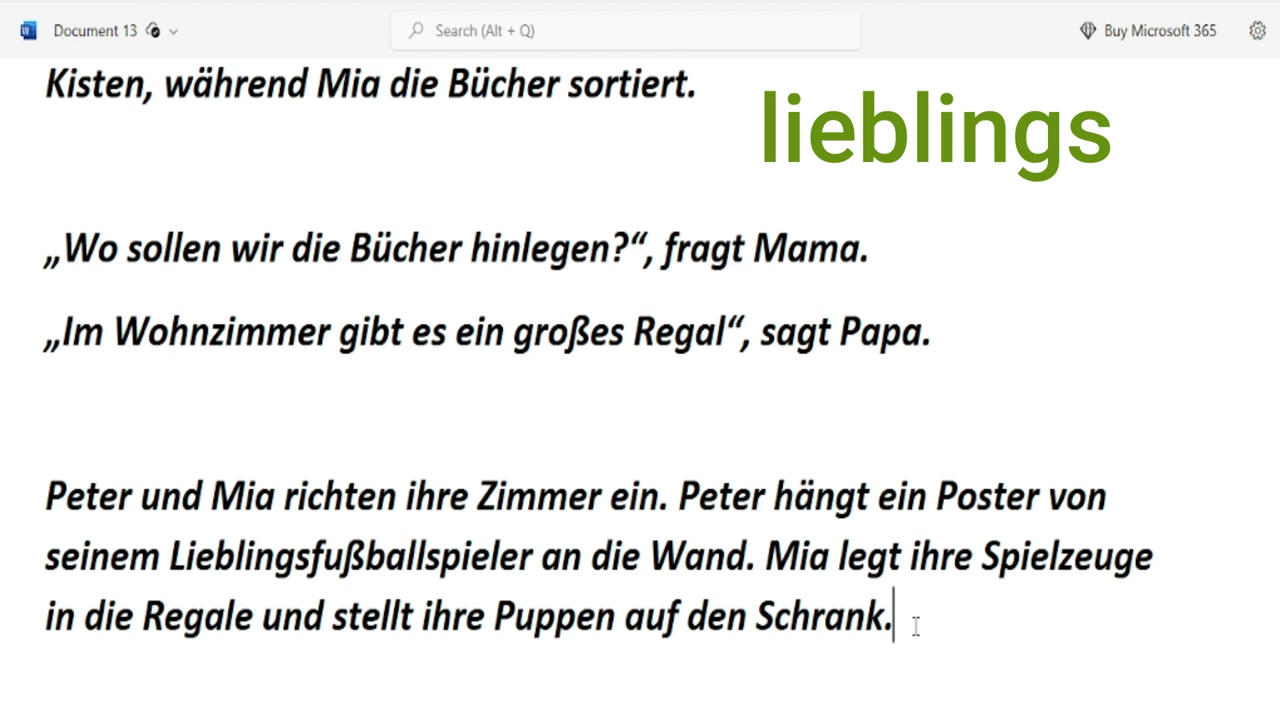 Document 13
Search (Alt + Q)
Buy Microsoft 365
Kisten, während Mia die Bücher sortiert.
lieblings
„Wo sollen wir die Bücher hinlegen?“, fragt Mama.
„Im Wohnzimmer gibt es ein großes Regal“, sagt Papa.
Peter und Mia richten ihre Zimmer ein. Peter hängt ein Poster von
seinem Lieblingsfußballspieler an die Wand. Mia legt ihre Spielzeuge
in die Regale und stellt ihre Puppen auf den Schrank.